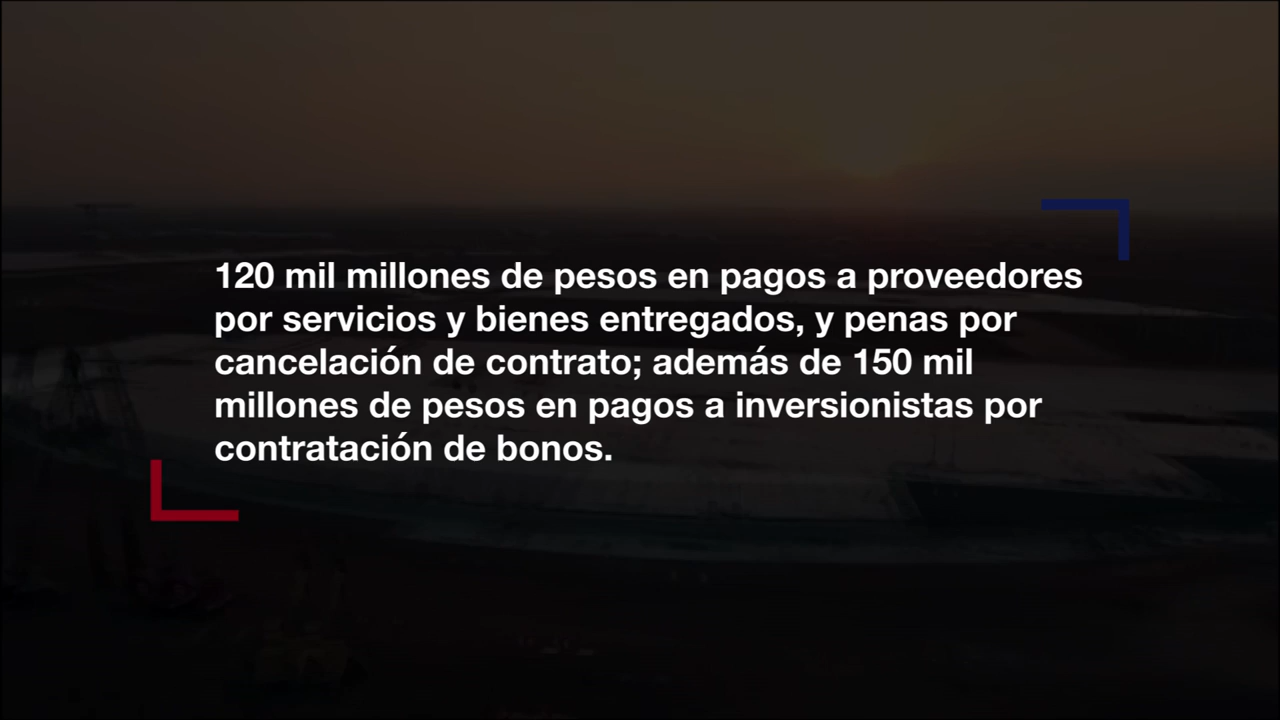 120 mil millones de pesos en pagos a proveedores
por servicios y bienes entregados, y penas por
cancelación de contrato; además de 150 mil
millones de pesos en pagos a inversionistas por
contratación de bonos.